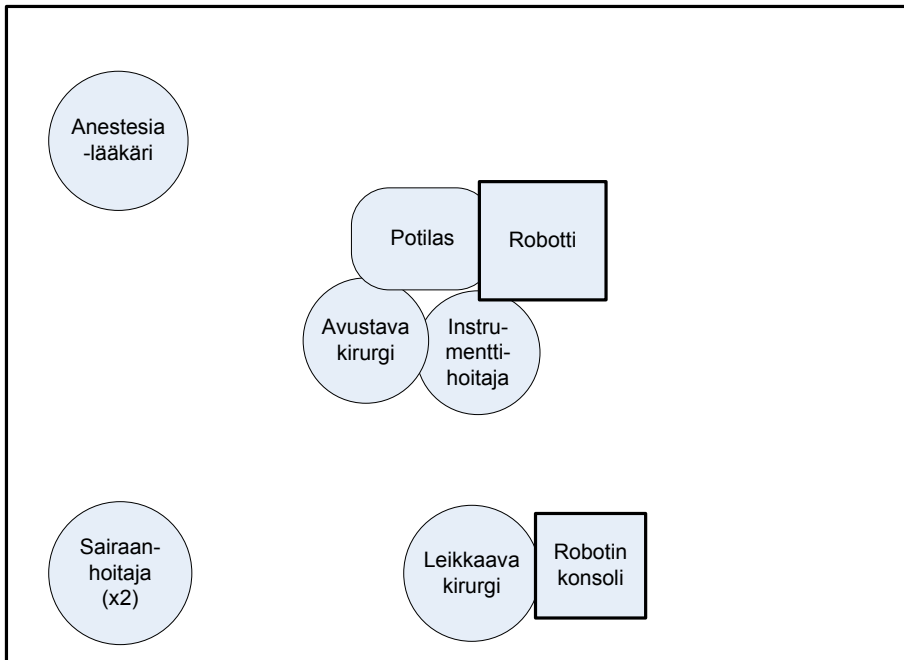 Anestesia
-lääkäri
Potilas
Robotti
Avustava
kirurgi
Instru-
mentti-
hoitaja
Sairaan-
hoitaja
(x2)
Leikkaava
kirurgi
Robotin
konsoli